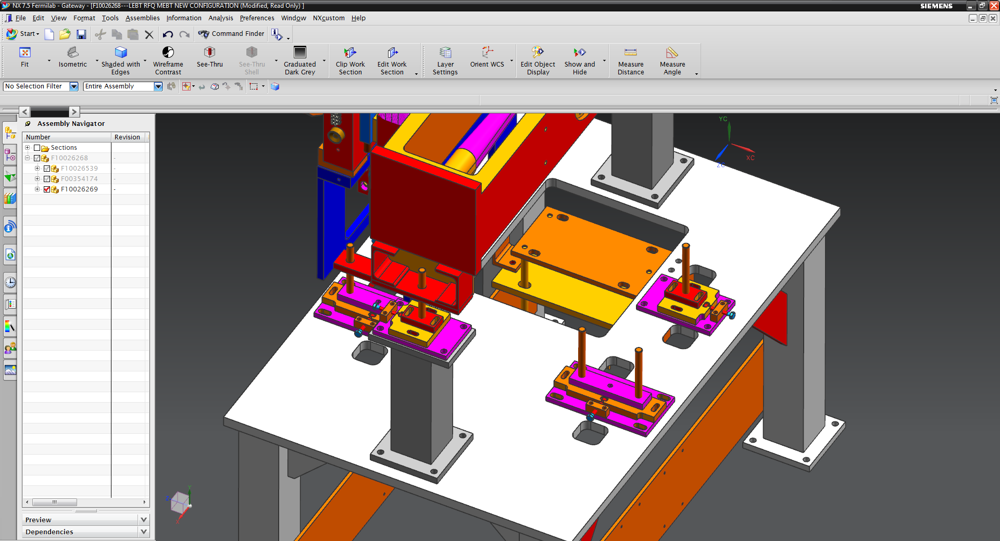 NX 7.5 Fermilab - Gateway - [F10026268---LEBT RFQ MEBT NEW CONFIGURATION (Modified, Read Only) ]
SIEMENS
File Edit View Format Tools Assemblies Information Analysis Preferences Window NXcustom Help
Start
Command Finder
Fit
Isometric
Shaded with Edges
Wireframe Contrast
See-Thru
See-Thru Shell
Graduated Dark Grey
Clip Work Section
Edit Work Section
Layer Settings
Orient WCS
Edit Object Display
Show and Hide
Measure Distance
Measure Angle
No Selection Filter
Entire Assembly
Assembly Navigator
Number Revision
Sections
F10026268 -
F10026539 -
F00354174 -
F10026269 -
Preview
Dependencies
YC
XC
ZC
Y
Z
X